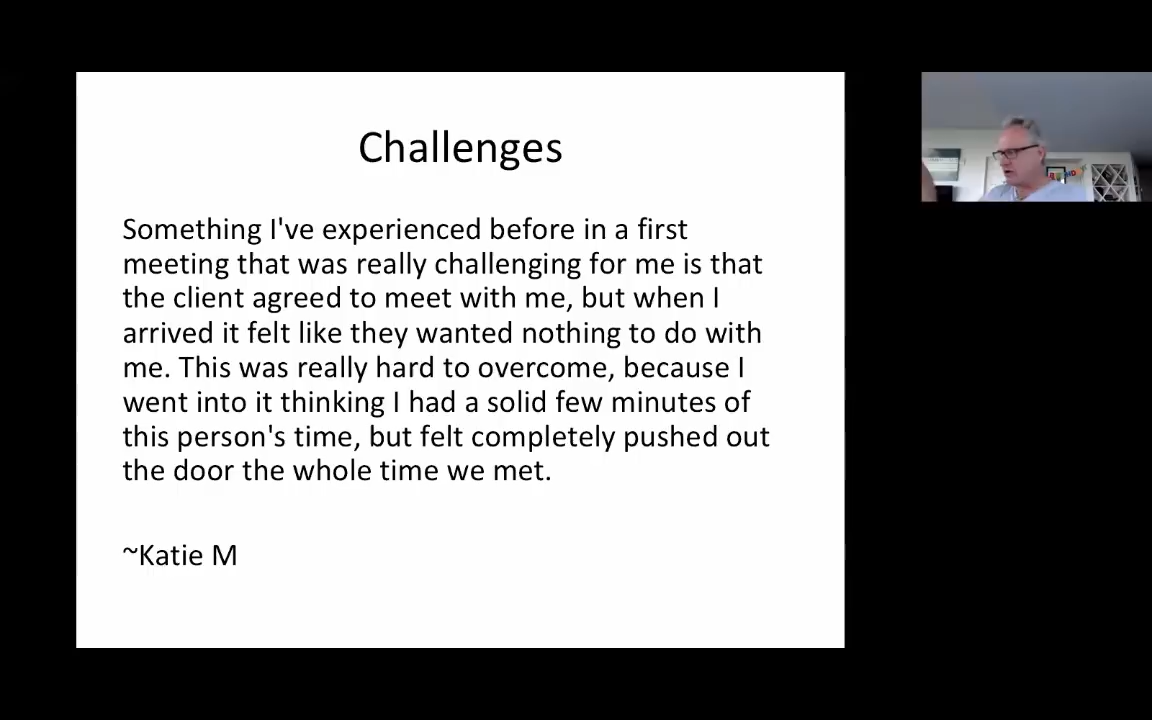 Challenges
Something I've experienced before in a first
meeting that was really challenging for me is that
the client agreed to meet with me, but when I
arrived it felt like they wanted nothing to do with
me. This was really hard to overcome, because I
went into it thinking I had a solid few minutes of
this person's time, but felt completely pushed out
the door the whole time we met.
~Katie M